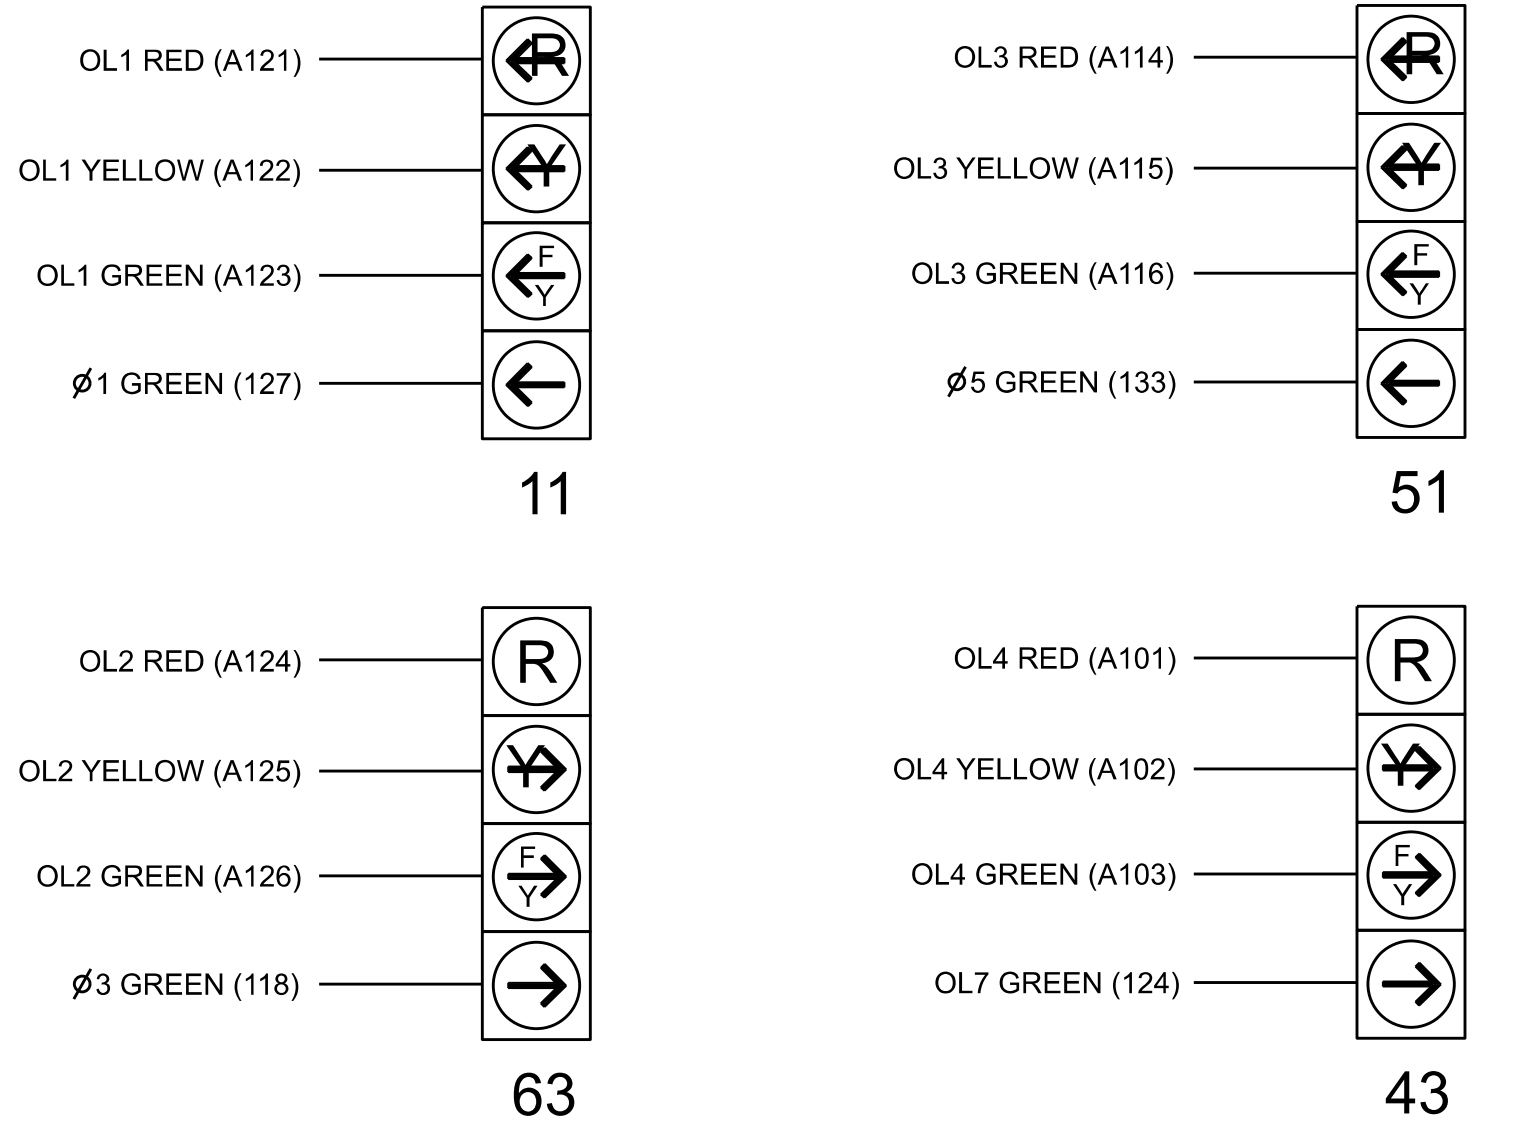 OL1 RED (A121)
R
OL1 YELLOW (A122)
Y
OL1 GREEN (A123)
F
Y
ø1 GREEN (127)
11
OL3 RED (A114)
R
OL3 YELLOW (A115)
Y
OL3 GREEN (A116)
F
Y
ø5 GREEN (133)
51
OL2 RED (A124)
R
OL2 YELLOW (A125)
Y
OL2 GREEN (A126)
F
Y
ø3 GREEN (118)
63
OL4 RED (A101)
R
OL4 YELLOW (A102)
Y
OL4 GREEN (A103)
F
Y
OL7 GREEN (124)
43